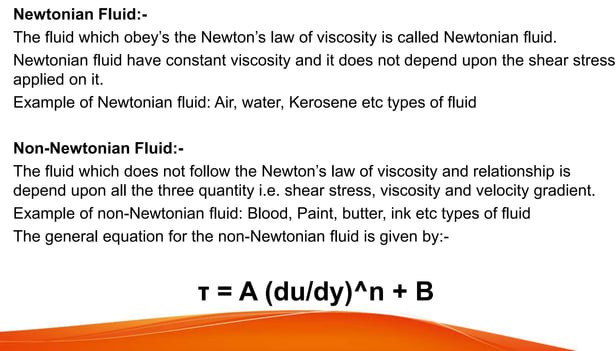 Newtonian Fluid:-
The fluid which obey’s the Newton’s law of viscosity is called Newtonian fluid.
Newtonian fluid have constant viscosity and it does not depend upon the shear stress
applied on it.
Example of Newtonian fluid: Air, water, Kerosene etc types of fluid
Non-Newtonian Fluid:-
The fluid which does not follow the Newton’s law of viscosity and relationship is
depend upon all the three quantity i.e. shear stress, viscosity and velocity gradient.
Example of non-Newtonian fluid: Blood, Paint, butter, ink etc types of fluid
The general equation for the non-Newtonian fluid is given by:-
τ = A (du/dy)^n + B